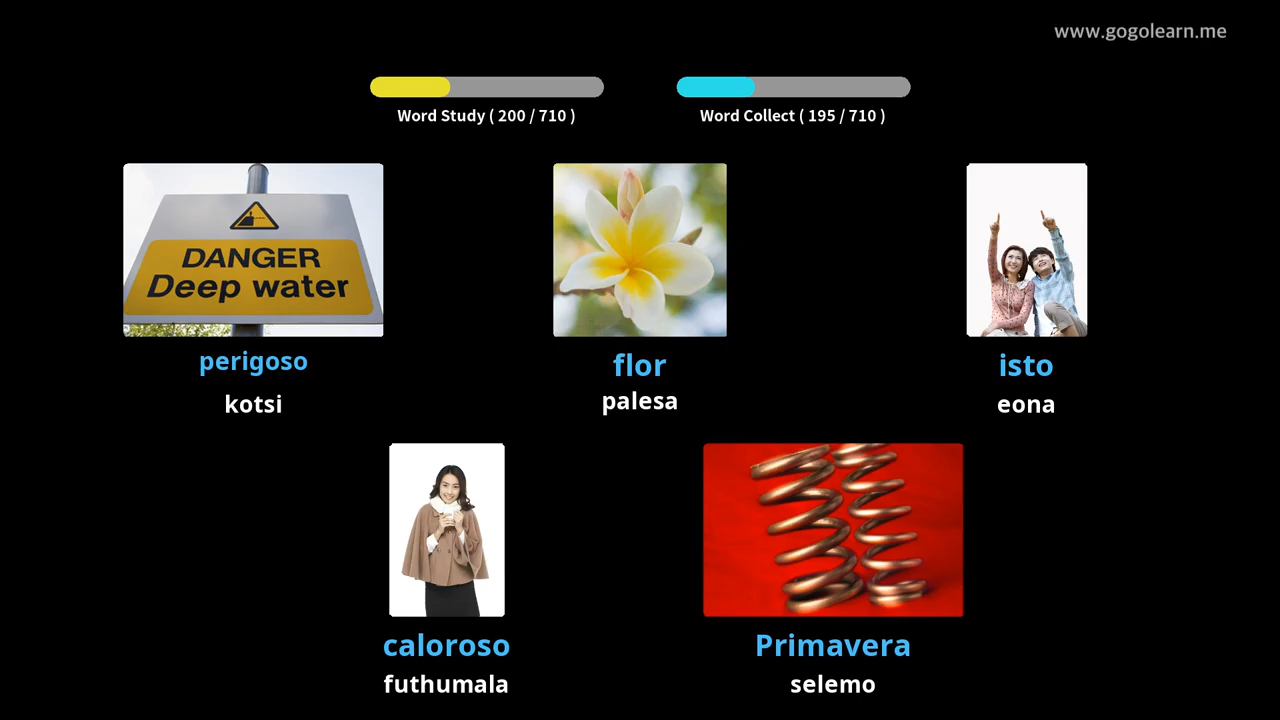 www.gogolearn.me
Word Study ( 200 / 710 )
Word Collect ( 195 / 710 )
DANGER
Deep water
perigoso
kotsi
flor
palesa
isto
eona
caloroso
futhumala
Primavera
selemo